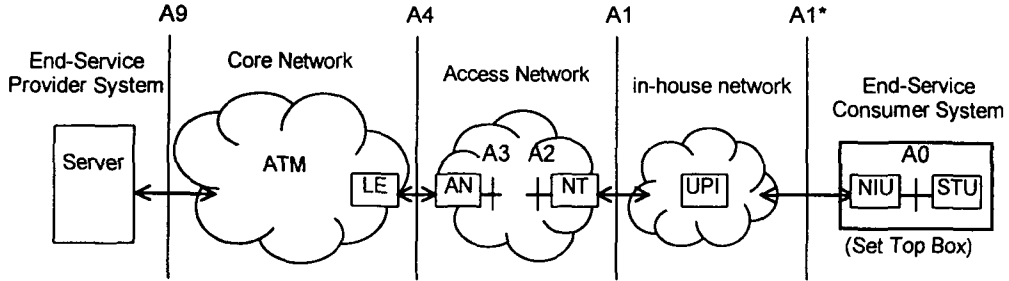 A9
A4
A1
A1*
End-Service
Provider System
Core Network
Access Network
in-house network
End-Service
Consumer System
Server
ATM
LE
AN
A3
A2
NT
UPI
A0
NIU
STU
(Set Top Box)